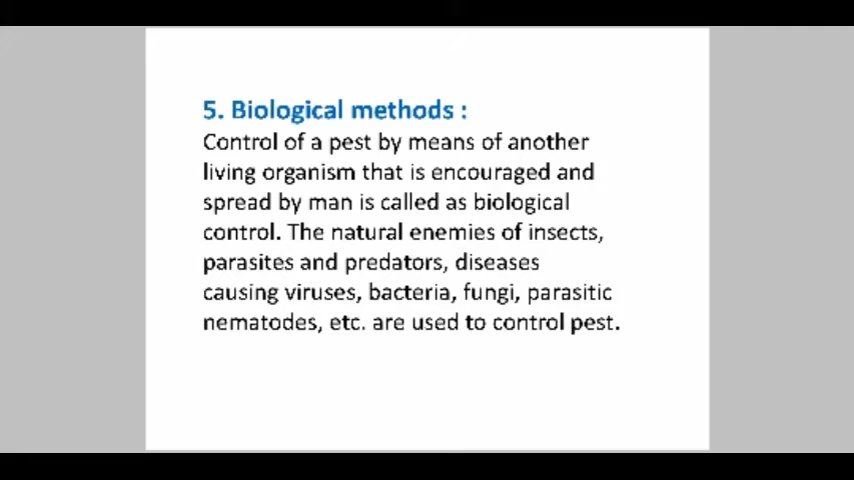 5. Biological methods :
Control of a pest by means of another
living organism that is encouraged and
spread by man is called as biological
control. The natural enemies of insects,
parasites and predators, diseases
causing viruses, bacteria, fungi, parasitic
nematodes, etc. are used to control pest.